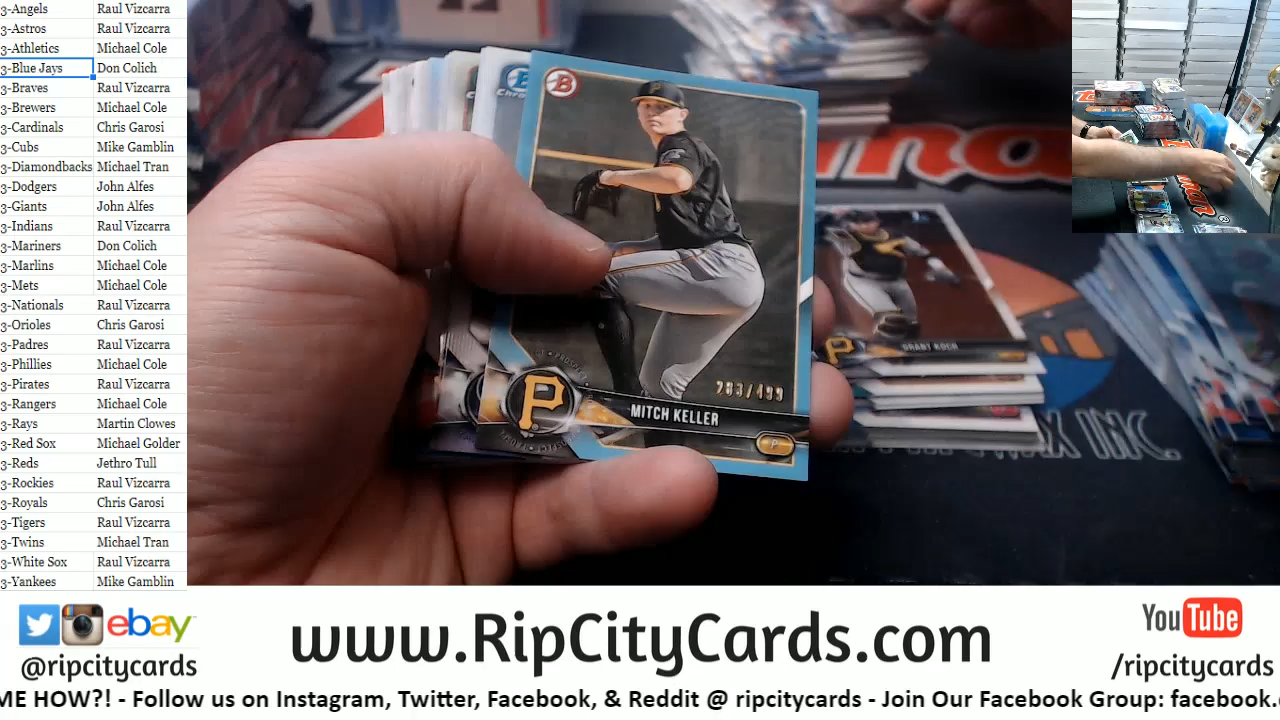 3-Angels Raul Vizcarra
3-Astros Raul Vizcarra
3-Athletics Michael Cole
3-Blue Jays Don Colich
3-Braves Raul Vizcarra
3-Brewers Michael Cole
3-Cardinals Chris Garosi
3-Cubs Mike Gamblin
3-Diamondbacks Michael Tran
3-Dodgers John Alfes
3-Giants John Alfes
3-Indians Raul Vizcarra
3-Mariners Don Colich
3-Marlins Michael Cole
3-Mets Michael Cole
3-Nationals Raul Vizcarra
3-Orioles Chris Garosi
3-Padres Raul Vizcarra
3-Phillies Michael Cole
3-Pirates Raul Vizcarra
3-Rangers Michael Cole
3-Rays Martin Clowes
3-Red Sox Michael Golder
3-Reds Jethro Tull
3-Rockies Raul Vizcarra
3-Royals Chris Garosi
3-Tigers Raul Vizcarra
3-Twins Michael Tran
3-White Sox Raul Vizcarra
3-Yankees Mike Gamblin
B
P
283/499
MITCH KELLER
P
GRANT KOCH
INC.
ebay
@ripcitycards
www.RipCityCards.com
YouTube
/ripcitycards
ME HOW?! - Follow us on Instagram, Twitter, Facebook, & Reddit @ ripcitycards - Join Our Facebook Group: facebook.